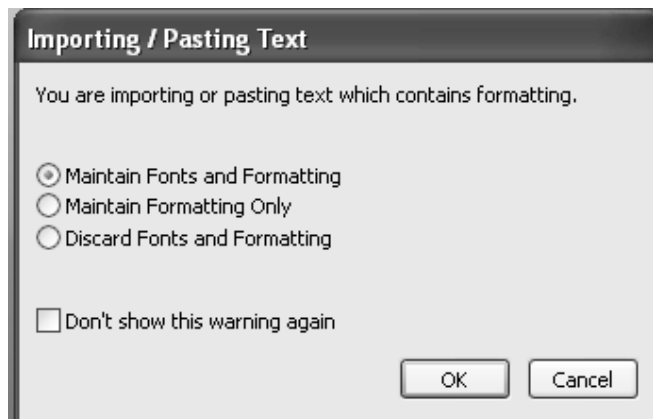 Importing / Pasting Text
You are importing or pasting text which contains formatting.
Maintain Fonts and Formatting
Maintain Formatting Only
Discard Fonts and Formatting
Don't show this warning again
OK Cancel